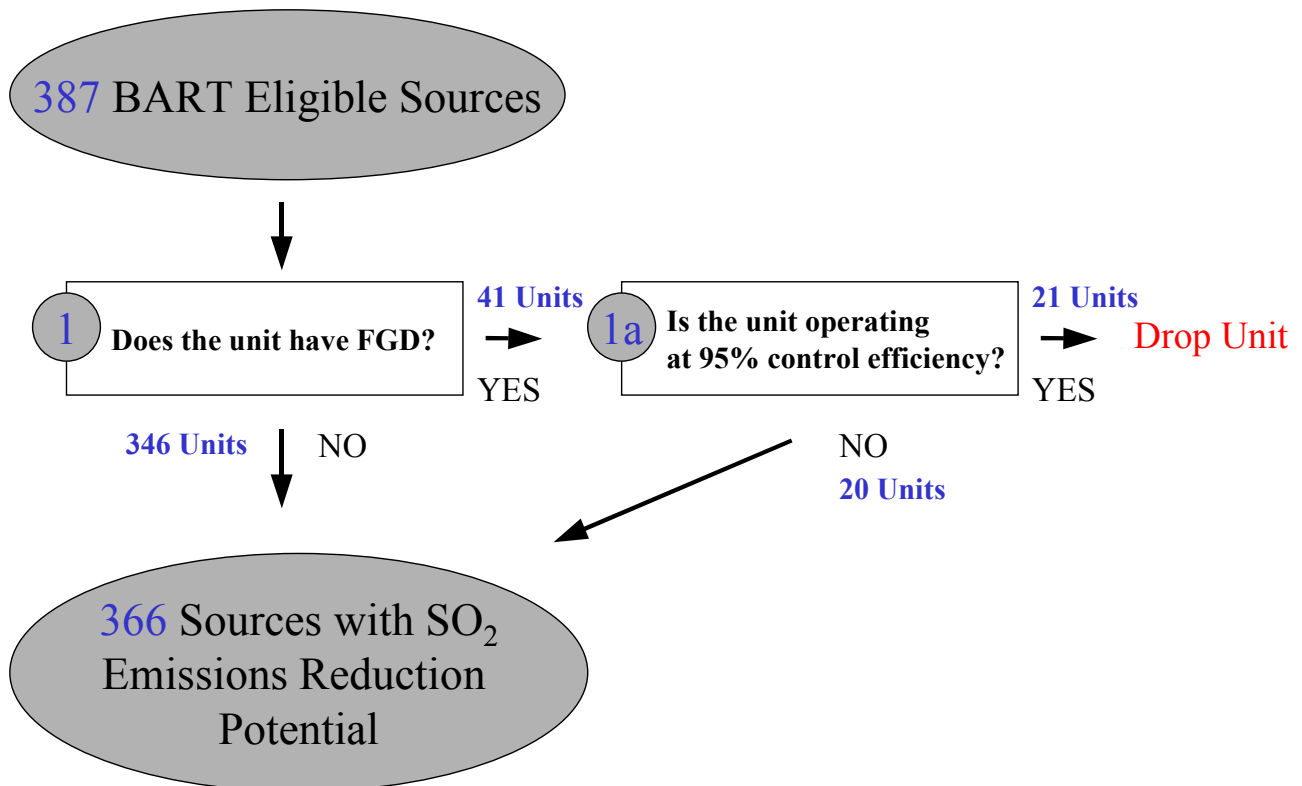 387 BART Eligible Sources
1
Does the unit have FGD?
41 Units
YES
1a
Is the unit operating
at 95% control efficiency?
21 Units
YES
Drop Unit
346 Units
NO
NO
20 Units
366 Sources with SO₂
Emissions Reduction
Potential